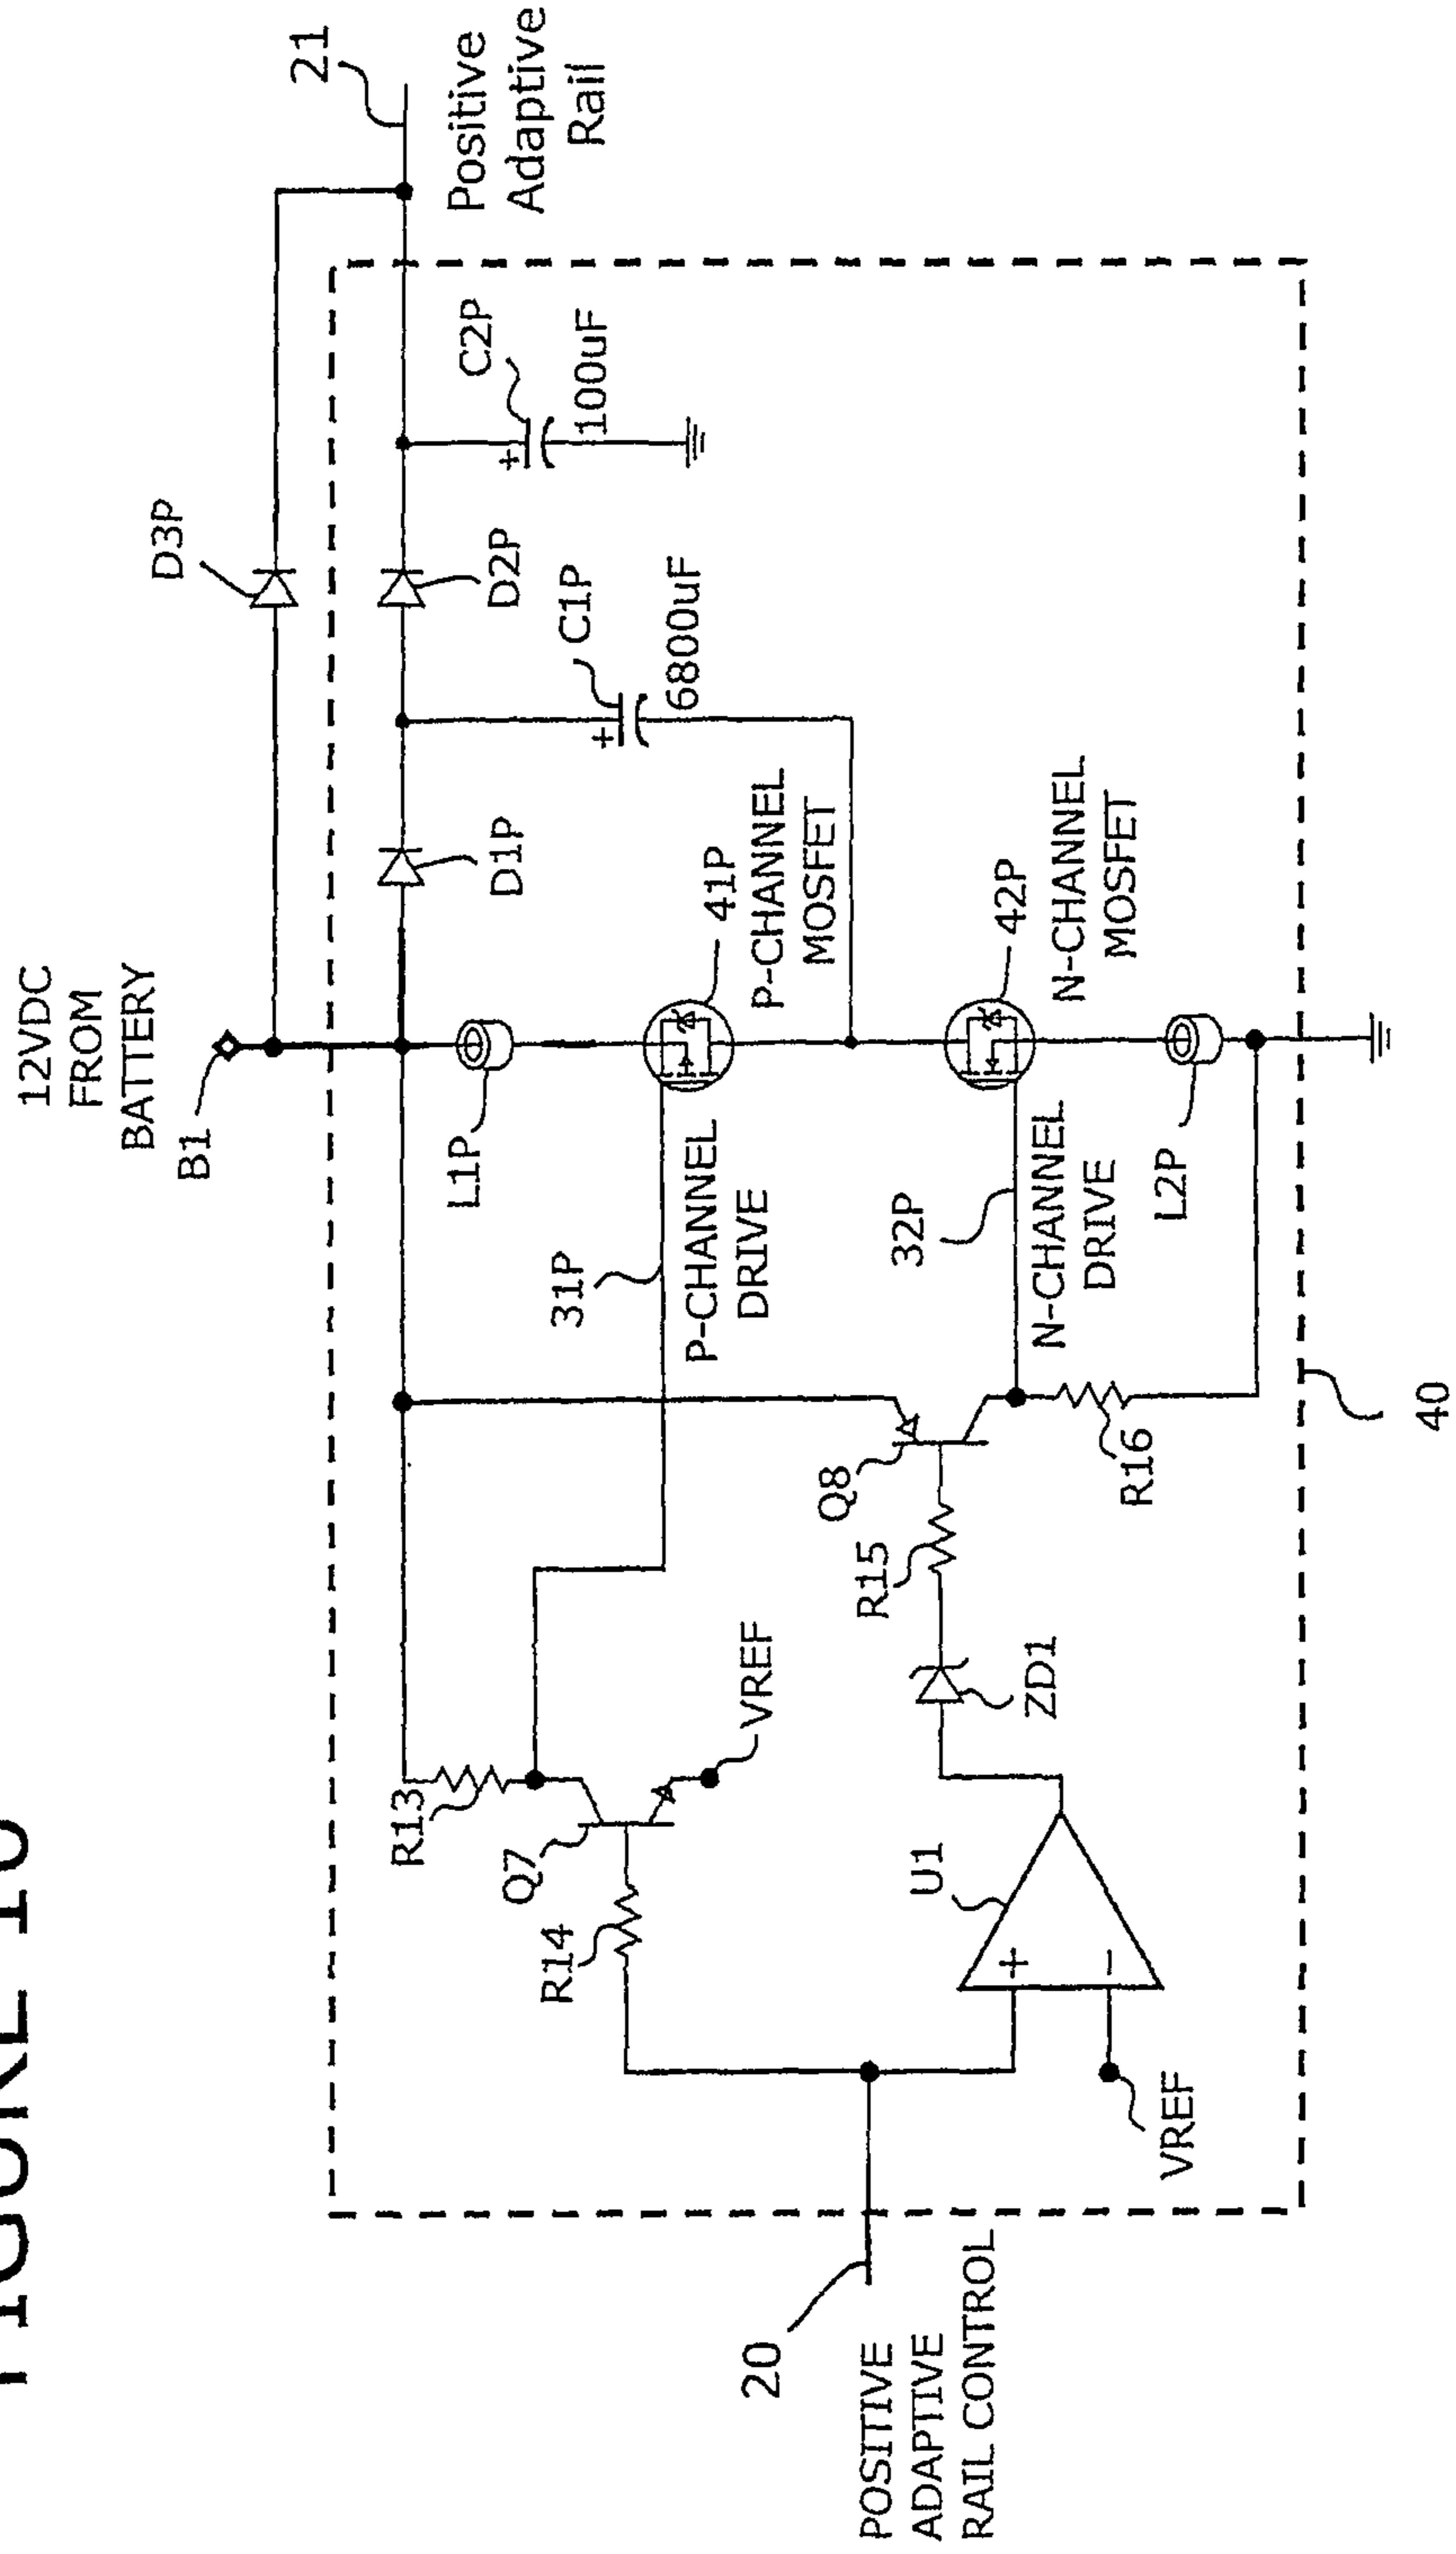 FIGURE
12VDC
FROM
BATTERY
B1
D3P
21
Positive
Adaptive
Rail
R13
L1P
D1P
D2P
C2P
+
100uF
C1P
+
6800uF
Q7
R14
VREF
31P
P-CHANNEL
DRIVE
41P
P-CHANNEL
MOSFET
20
POSITIVE
ADAPTIVE
RAIL CONTROL
U1
+
-
VREF
ZD1
R15
Q8
R16
32P
N-CHANNEL
DRIVE
42P
N-CHANNEL
MOSFET
L2P
40